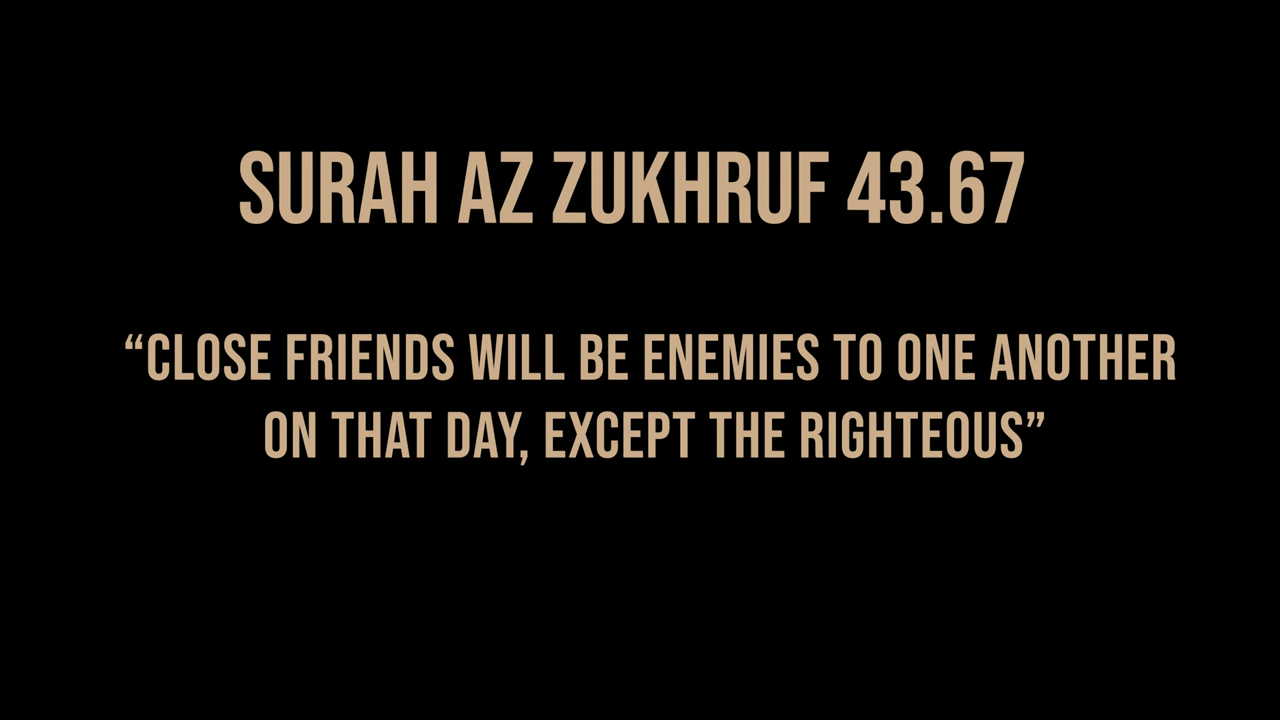 SURAH AZ ZUKHRUF 43.67
“CLOSE FRIENDS WILL BE ENEMIES TO ONE ANOTHER
ON THAT DAY, EXCEPT THE RIGHTEOUS”